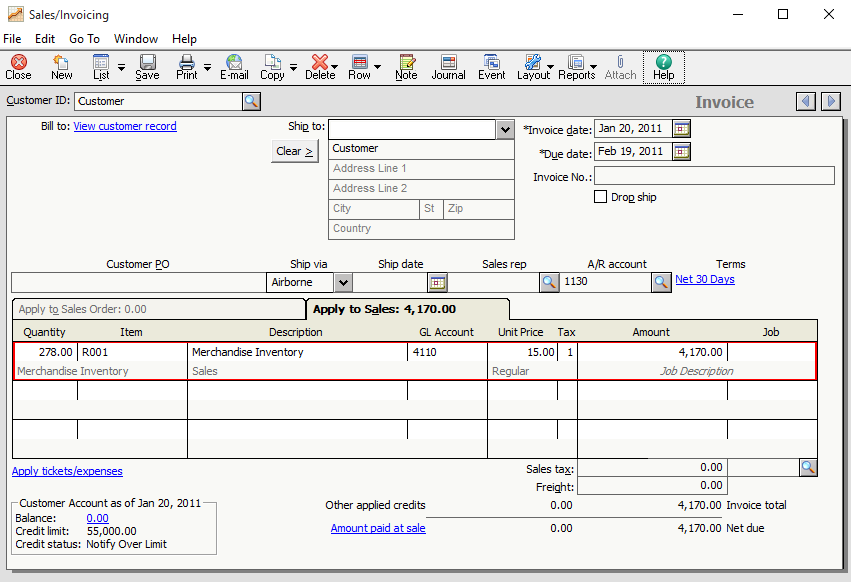 Sales/Invoicing
File Edit Go To Window Help
Close New List Save Print E-mail Copy Delete Row Note Journal Event Layout Reports Attach Help
Customer ID: Customer Invoice
Bill to: View customer record Ship to: *Invoice date: Jan 20, 2011
Clear > Customer *Due date: Feb 19, 2011
Address Line 1 Invoice No.:
Address Line 2 Drop ship
City St Zip
Country
Customer PO Ship via Ship date Sales rep A/R account Terms
Airborne 1130 Net 30 Days
Apply to Sales Order: 0.00 Apply to Sales: 4,170.00
Quantity Item Description GL Account Unit Price Tax Amount Job
278.00 R001 Merchandise Inventory 4110 15.00 1 4,170.00
Merchandise Inventory Sales Regular Job Description
Apply tickets/expenses Sales tax: 0.00
Freight: 0.00
Customer Account as of Jan 20, 2011 Other applied credits 0.00 4,170.00 Invoice total
Balance: 0.00
Credit limit: 55,000.00 Amount paid at sale 0.00 4,170.00 Net due
Credit status: Notify Over Limit